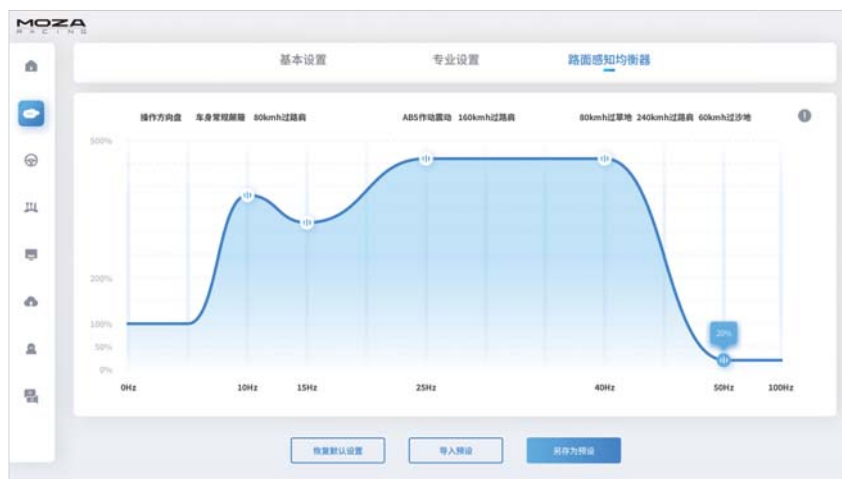 MOZA
RACING
基本设置 专业设置 路面感知均衡器
操作方向盘 车身常规颠簸 80kmh过路肩 ABS作动震动 160kmh过路肩 80kmh过草地 240kmh过路肩 60kmh过沙地
500%
200%
100%
50%
0%
20%
0Hz 10Hz 15Hz 25Hz 40Hz 50Hz 100Hz
恢复默认设置 导入预设 另存为预设